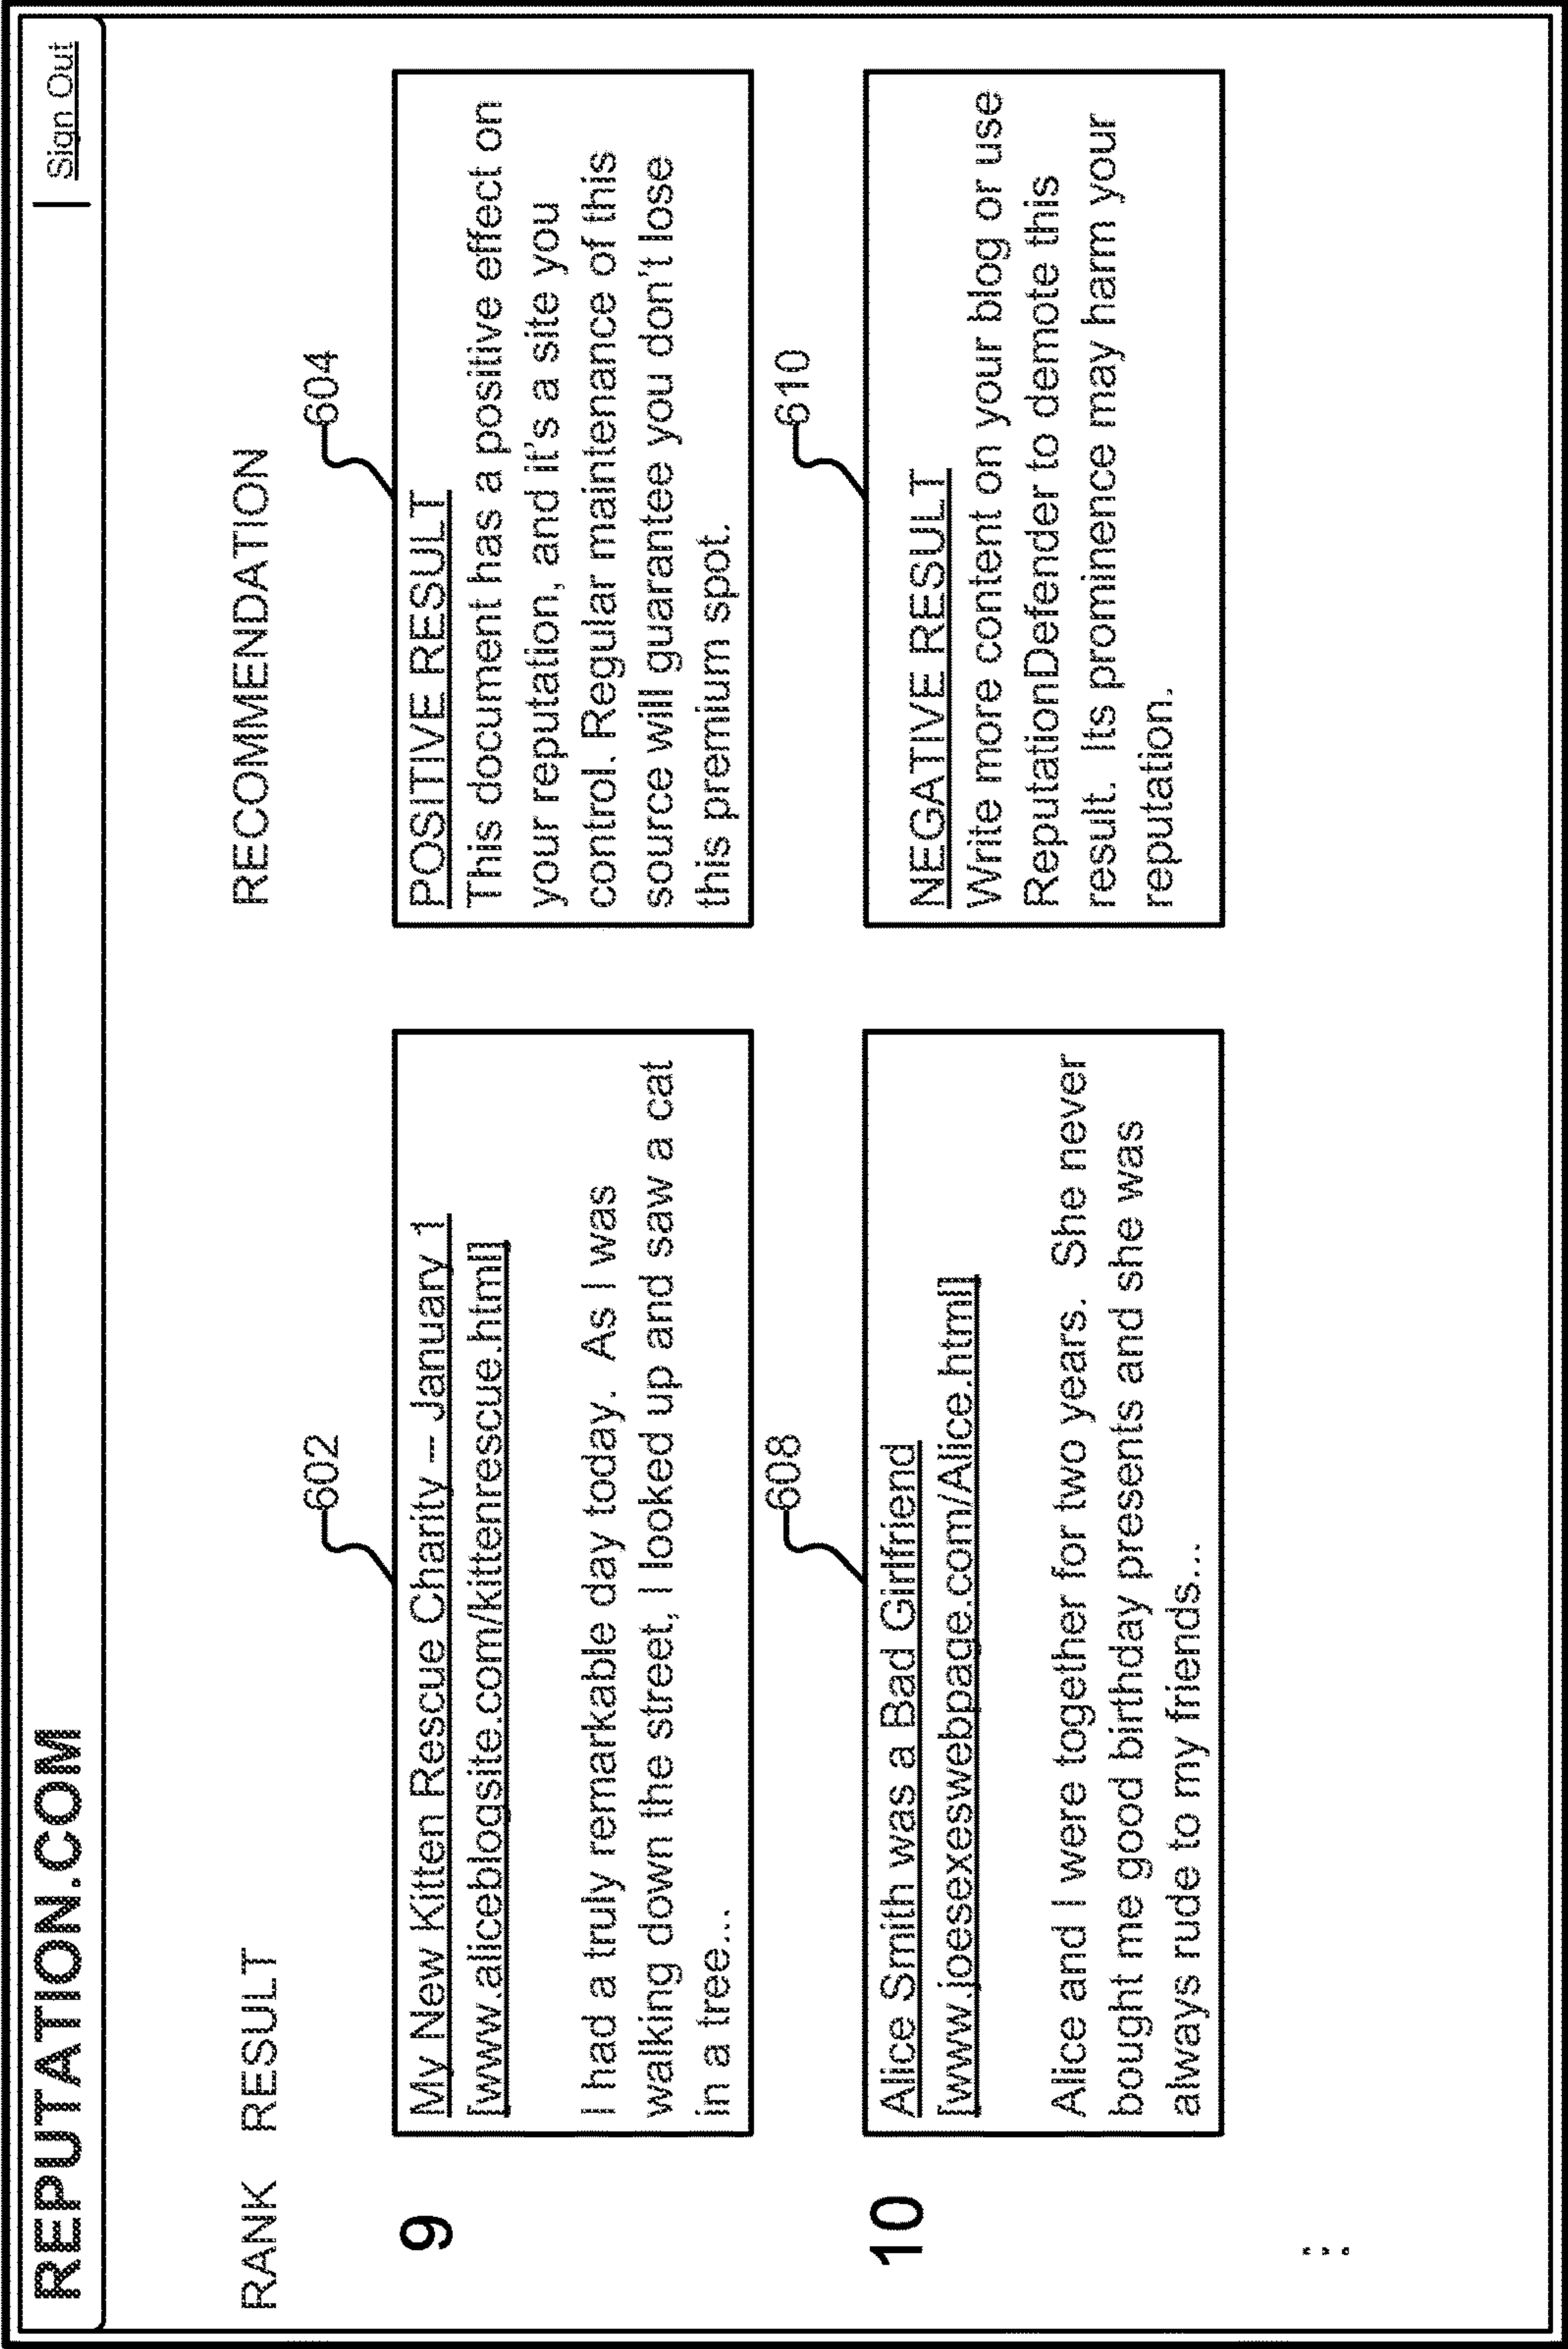 REPUTATION.COM
Sign Out
RANK RESULT
RECOMMENDATION
602
604
9
My New Kitten Rescue Charity -- January 1
[www.aliceblogsite.com/kittenrescue.html]
I had a truly remarkable day today. As I was
walking down the street, I looked up and saw a cat
in a tree...
POSITIVE RESULT
This document has a positive effect on
your reputation, and it's a site you
control. Regular maintenance of this
source will guarantee you don't lose
this premium spot.
608
610
10
Alice Smith was a Bad Girlfriend
[www.joesexeswebpage.com/Alice.html]
Alice and I were together for two years. She never
bought me good birthday presents and she was
always rude to my friends...
NEGATIVE RESULT
Write more content on your blog or use
ReputationDefender to demote this
result. Its prominence may harm your
reputation.